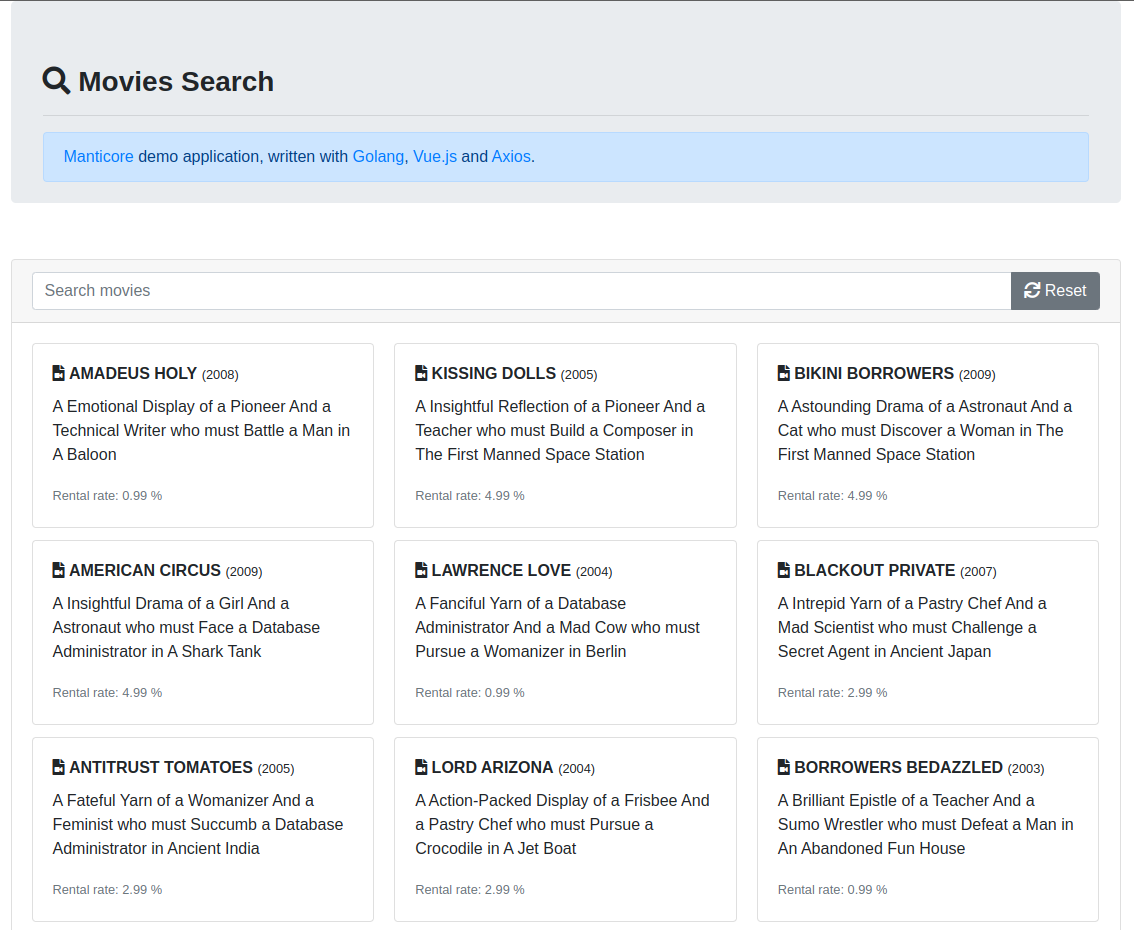 Movies Search
Manticore demo application, written with Golang, Vue.js and Axios.
Search movies
Reset
AMADEUS HOLY (2008)
A Emotional Display of a Pioneer And a
Technical Writer who must Battle a Man in
A Baloon
Rental rate: 0.99 %
KISSING DOLLS (2005)
A Insightful Reflection of a Pioneer And a
Teacher who must Build a Composer in
The First Manned Space Station
Rental rate: 4.99 %
BIKINI BORROWERS (2009)
A Astounding Drama of a Astronaut And a
Cat who must Discover a Woman in The
First Manned Space Station
Rental rate: 4.99 %
AMERICAN CIRCUS (2009)
A Insightful Drama of a Girl And a
Astronaut who must Face a Database
Administrator in A Shark Tank
Rental rate: 4.99 %
LAWRENCE LOVE (2004)
A Fanciful Yarn of a Database
Administrator And a Mad Cow who must
Pursue a Womanizer in Berlin
Rental rate: 0.99 %
BLACKOUT PRIVATE (2007)
A Intrepid Yarn of a Pastry Chef And a
Mad Scientist who must Challenge a
Secret Agent in Ancient Japan
Rental rate: 2.99 %
ANTITRUST TOMATOES (2005)
A Fateful Yarn of a Womanizer And a
Feminist who must Succumb a Database
Administrator in Ancient India
Rental rate: 2.99 %
LORD ARIZONA (2004)
A Action-Packed Display of a Frisbee And
a Pastry Chef who must Pursue a
Crocodile in A Jet Boat
Rental rate: 2.99 %
BORROWERS BEDAZZLED (2003)
A Brilliant Epistle of a Teacher And a
Sumo Wrestler who must Defeat a Man in
An Abandoned Fun House
Rental rate: 0.99 %